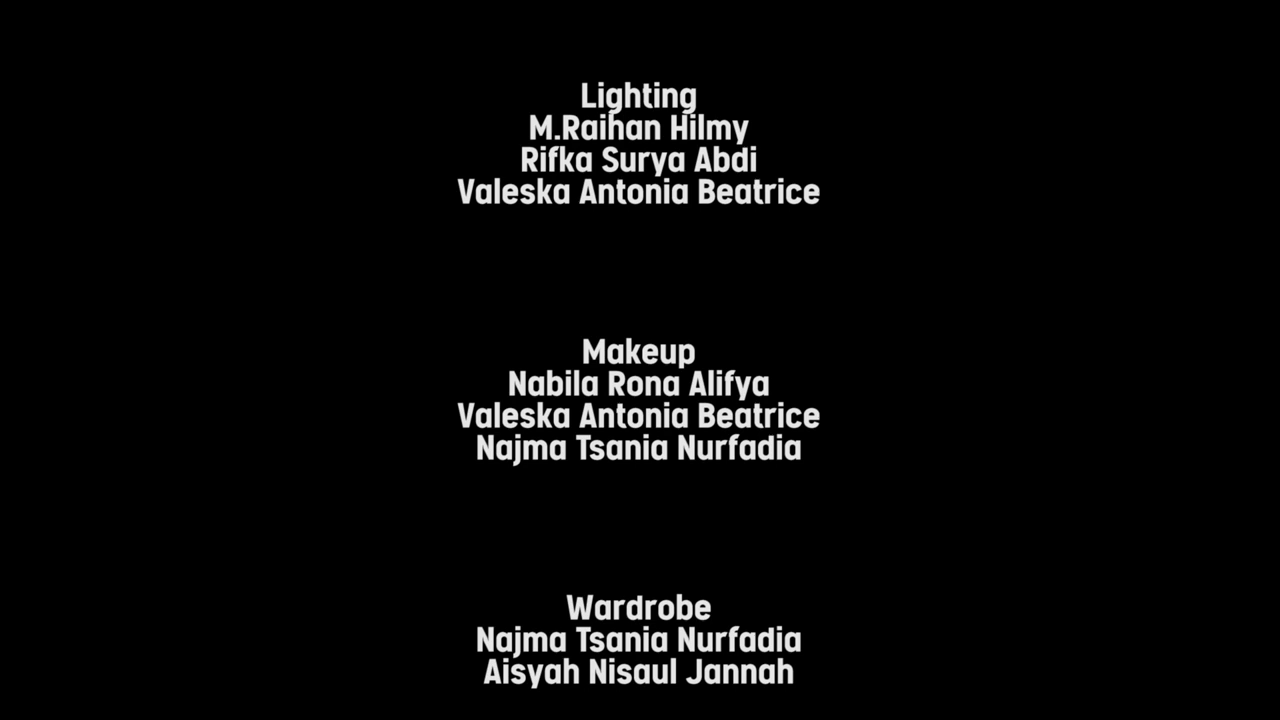 Lighting
M.Raihan Hilmy
Rifka Surya Abdi
Valeska Antonia Beatrice
Makeup
Nabila Rona Alifya
Valeska Antonia Beatrice
Najma Tsania Nurfadia
Wardrobe
Najma Tsania Nurfadia
Aisyah Nisaul Jannah